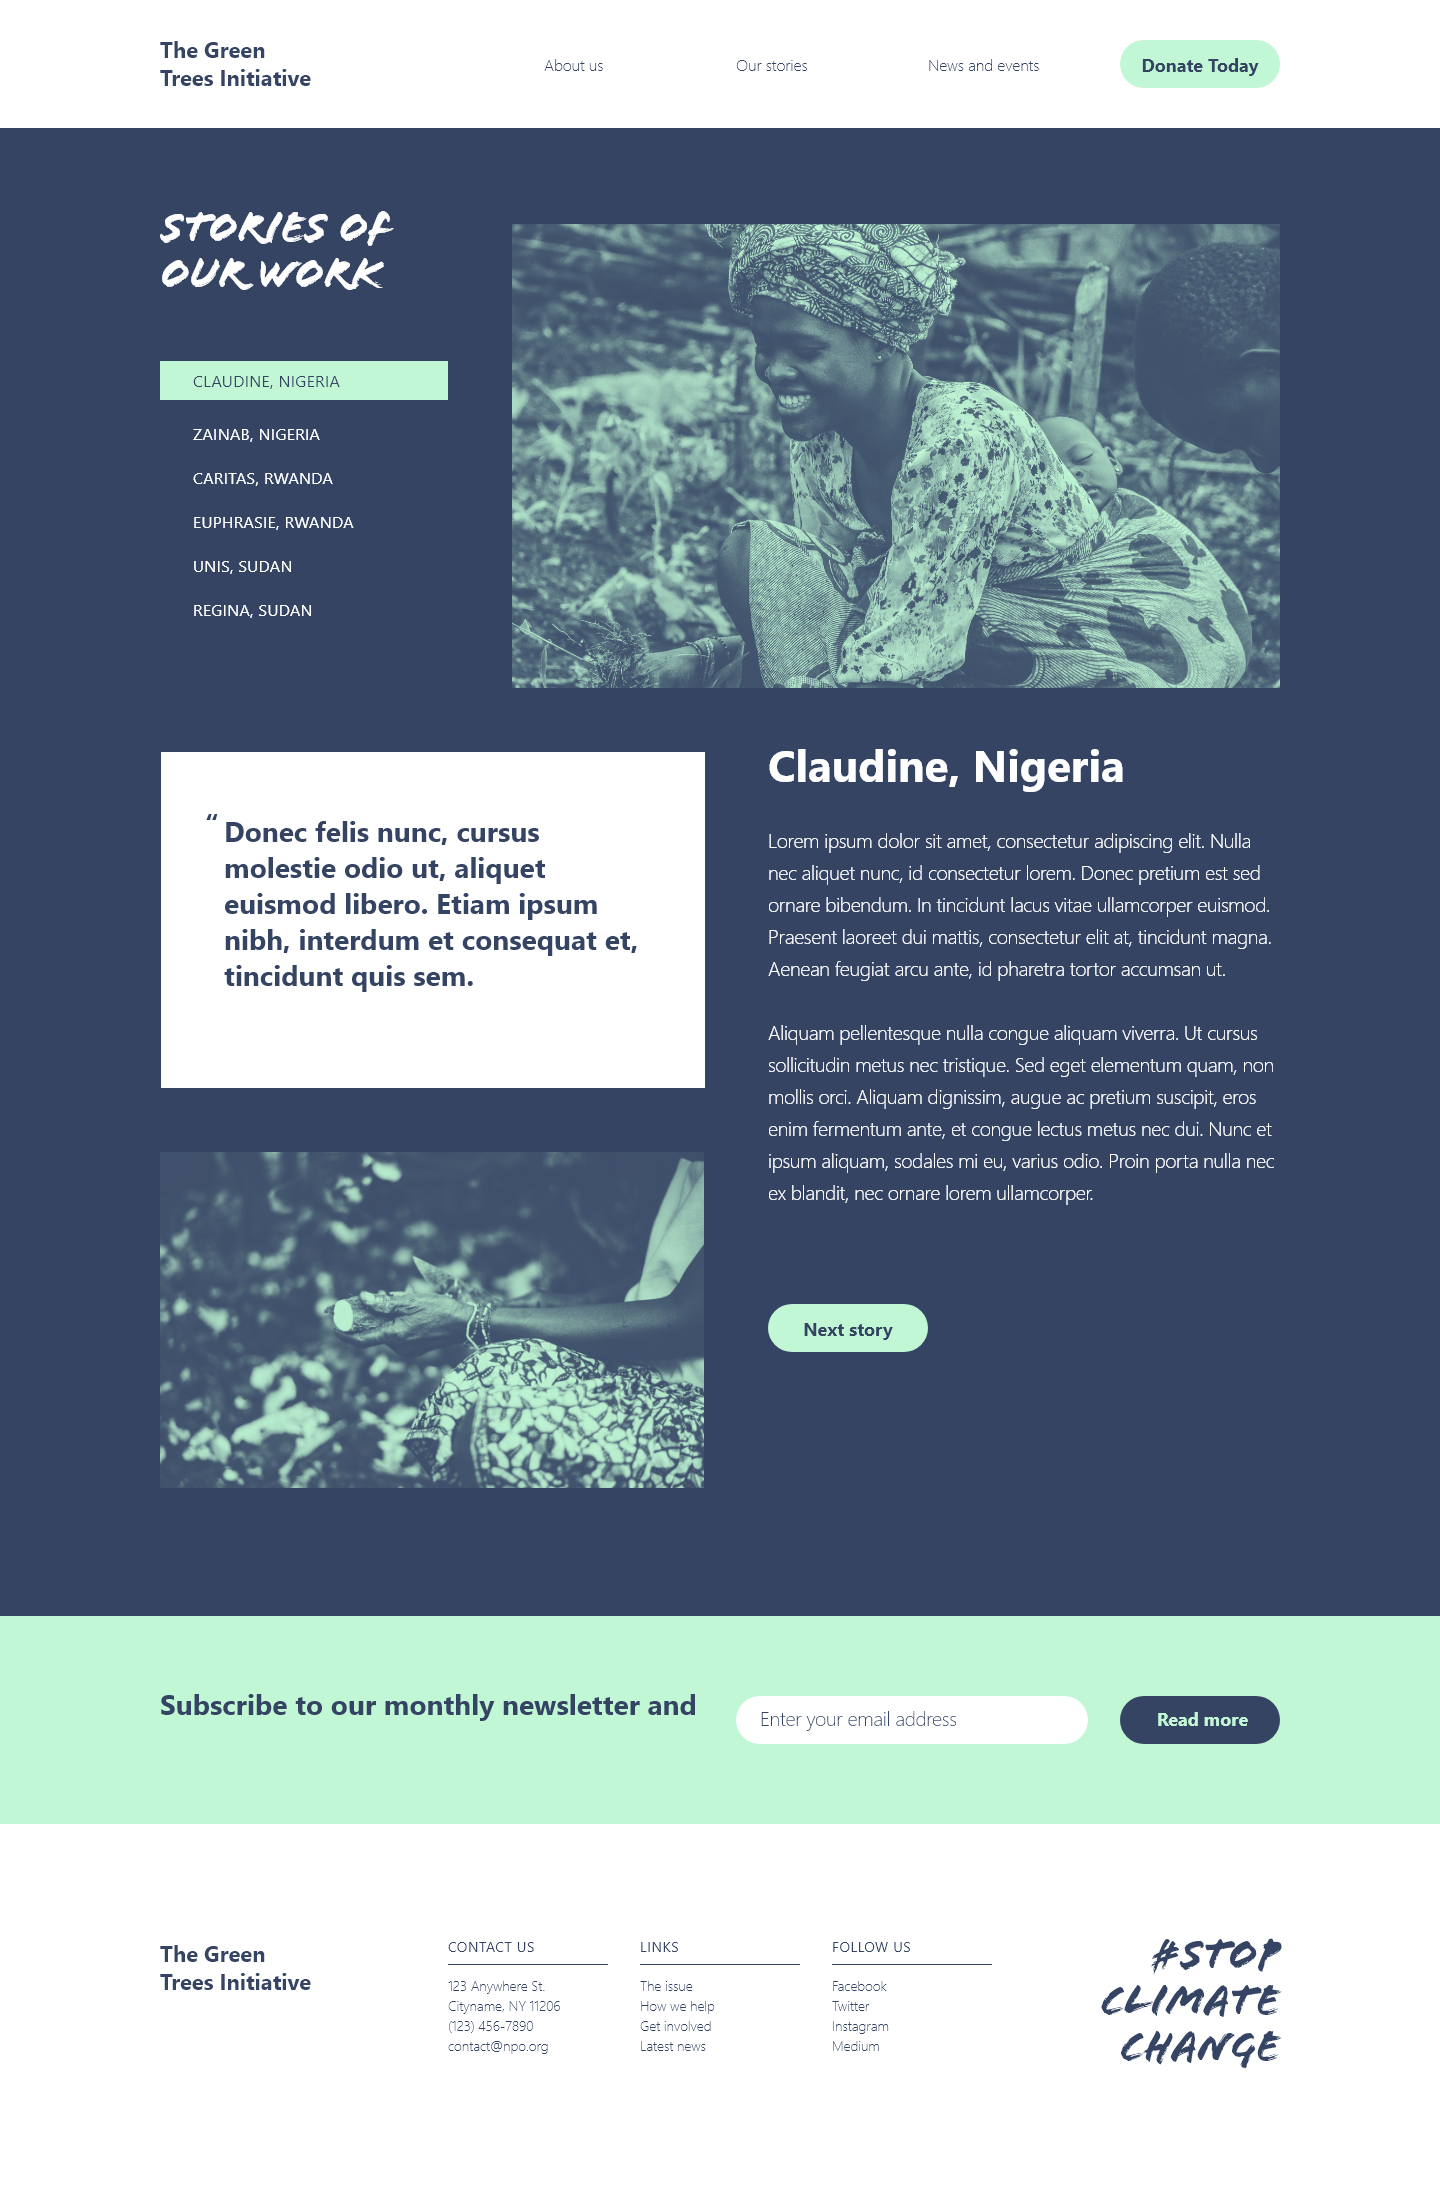 The Green
Trees Initiative
About us
Our stories
News and events
Donate Today
STORIES OF
OUR WORK
CLAUDINE, NIGERIA
ZAINAB, NIGERIA
CARITAS, RWANDA
EUPHRASIE, RWANDA
UNIS, SUDAN
REGINA, SUDAN
“ Donec felis nunc, cursus
molestie odio ut, aliquet
euismod libero. Etiam ipsum
nibh, interdum et consequat et,
tincidunt quis sem.
Claudine, Nigeria
Lorem ipsum dolor sit amet, consectetur adipiscing elit. Nulla
nec aliquet nunc, id consectetur lorem. Donec pretium est sed
ornare bibendum. In tincidunt lacus vitae ullamcorper euismod.
Praesent laoreet dui mattis, consectetur elit at, tincidunt magna.
Aenean feugiat arcu ante, id pharetra tortor accumsan ut.
Aliquam pellentesque nulla congue aliquam viverra. Ut cursus
sollicitudin metus nec tristique. Sed eget elementum quam, non
mollis orci. Aliquam dignissim, augue ac pretium suscipit, eros
enim fermentum ante, et congue lectus metus nec dui. Nunc et
ipsum aliquam, sodales mi eu, varius odio. Proin porta nulla nec
ex blandit, nec ornare lorem ullamcorper.
Next story
Subscribe to our monthly newsletter and
Enter your email address
Read more
The Green
Trees Initiative
CONTACT US
123 Anywhere St.
Cityname, NY 11206
(123) 456-7890
contact@npo.org
LINKS
The issue
How we help
Get involved
Latest news
FOLLOW US
Facebook
Twitter
Instagram
Medium
#STOP
CLIMATE
CHANGE